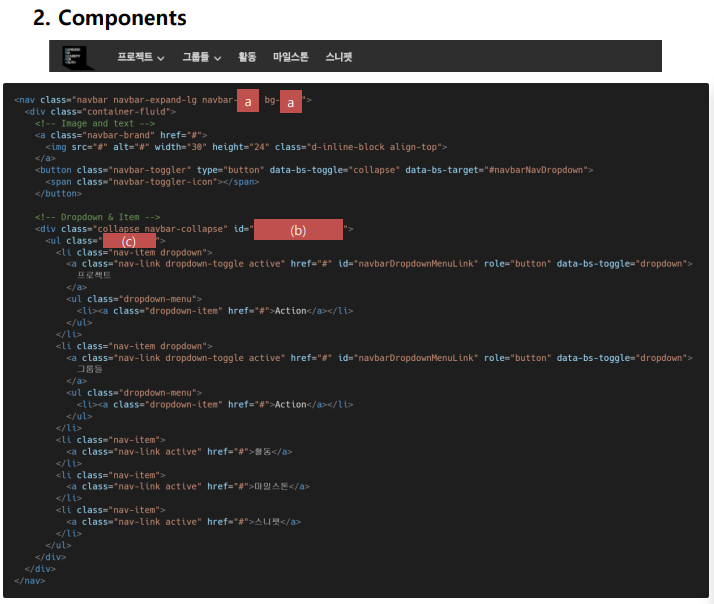 2. Components
프로젝트 그룹들 활동 마일스톤 스니펫
<nav class="navbar navbar-expand-lg navbar- a bg- a ">
<div class="container-fluid">
<!-- Image and text -->
<a class="navbar-brand" href="#">
<img src="#" alt="#" width="30" height="24" class="d-inline-block align-top">
</a>
<button class="navbar-toggler" type="button" data-bs-toggle="collapse" data-bs-target="#navbarNavDropdown">
<span class="navbar-toggler-icon"></span>
</button>
<!-- Dropdown & Item -->
<div class="collapse navbar-collapse" id=" (b) ">
<ul class=" (c) ">
<li class="nav-item dropdown">
<a class="nav-link dropdown-toggle active" href="#" id="navbarDropdownMenuLink" role="button" data-bs-toggle="dropdown">
프로젝트
</a>
<ul class="dropdown-menu">
<li><a class="dropdown-item" href="#">Action</a></li>
</ul>
</li>
<li class="nav-item dropdown">
<a class="nav-link dropdown-toggle active" href="#" id="navbarDropdownMenuLink" role="button" data-bs-toggle="dropdown">
그룹들
</a>
<ul class="dropdown-menu">
<li><a class="dropdown-item" href="#">Action</a></li>
</ul>
</li>
<li class="nav-item">
<a class="nav-link active" href="#">활동</a>
</li>
<li class="nav-item">
<a class="nav-link active" href="#">마일스톤</a>
</li>
<li class="nav-item">
<a class="nav-link active" href="#">스니펫</a>
</li>
</ul>
</div>
</div>
</nav>